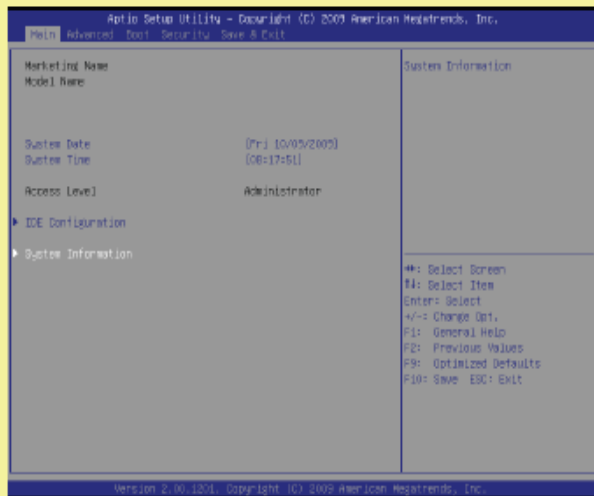 Aptio Setup Utility - Copyright (C) 2009 American Megatrends, Inc.
Main Advanced Boot Security Save & Exit
Marketing Name
Model Name
System Information
System Date [Fri 10/09/2009]
System Time [08:17:51]
Access Level Administrator
IDE Configuration
System Information
: Select Screen
: Select Item
Enter: Select
+/-: Change Opt.
F1: General Help
F2: Previous Values
F9: Optimized Defaults
F10: Save ESC: Exit
Version 2.00.1201. Copyright (C) 2009 American Megatrends, Inc.